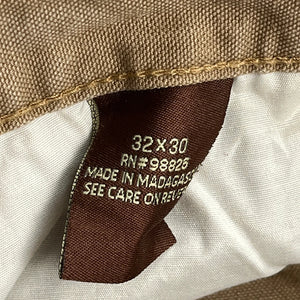 32 X 30
RN# 98825
MADE IN MADAGAS
SEE CARE ON REVE